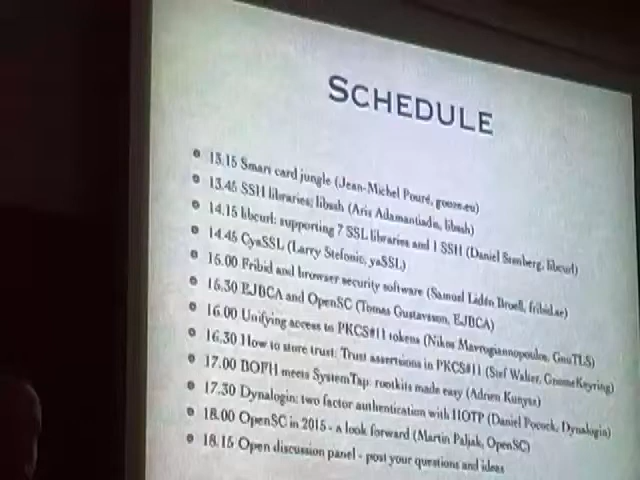 SCHEDULE
13.15 Smart card jungle (Jean-Michel Pouré, gooze.eu)
13.45 SSH libraries; libssh (Aris Adamantiadis, libssh)
14.15 libcurl: supporting 7 SSL libraries and 1 SSH (Daniel Stenberg, libcurl)
14.45 CyaSSL (Larry Stefonic, yaSSL)
15.00 Fribid and browser security software (Samuel Lidén Borell, fribid.se)
15.30 EJBCA and OpenSC (Tomas Gustavsson, EJBCA)
16.00 Unifying access to PKCS#11 tokens (Nikos Mavrogiannopoulos, GnuTLS)
16.30 How to store trust: Trust assertions in PKCS#11 (Stef Walter, GnomeKeyring)
17.00 BOFH meets SystemTap: rootkits made easy (Adrien Kunysz)
17.30 Dynalogin: two factor authentication with HOTP (Daniel Pocock, Dynalogin)
18.00 OpenSC in 2015 - a look forward (Martin Paljak, OpenSC)
18.15 Open discussion panel - post your questions and ideas